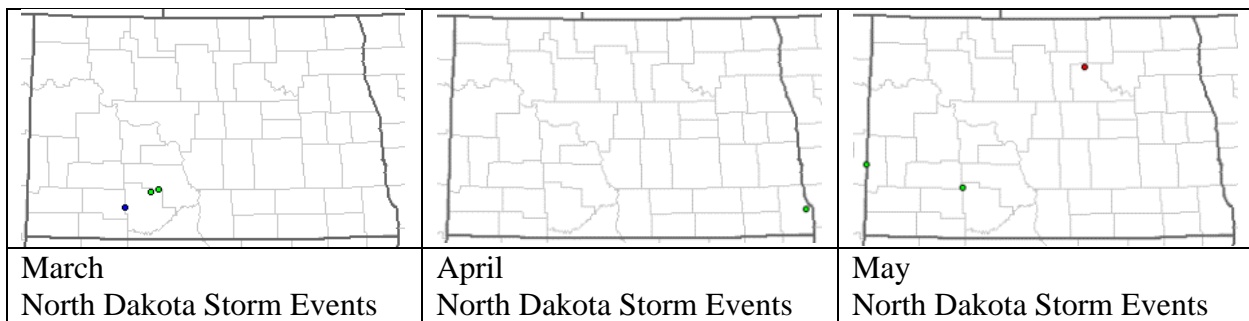 March
North Dakota Storm Events
April
North Dakota Storm Events
May
North Dakota Storm Events